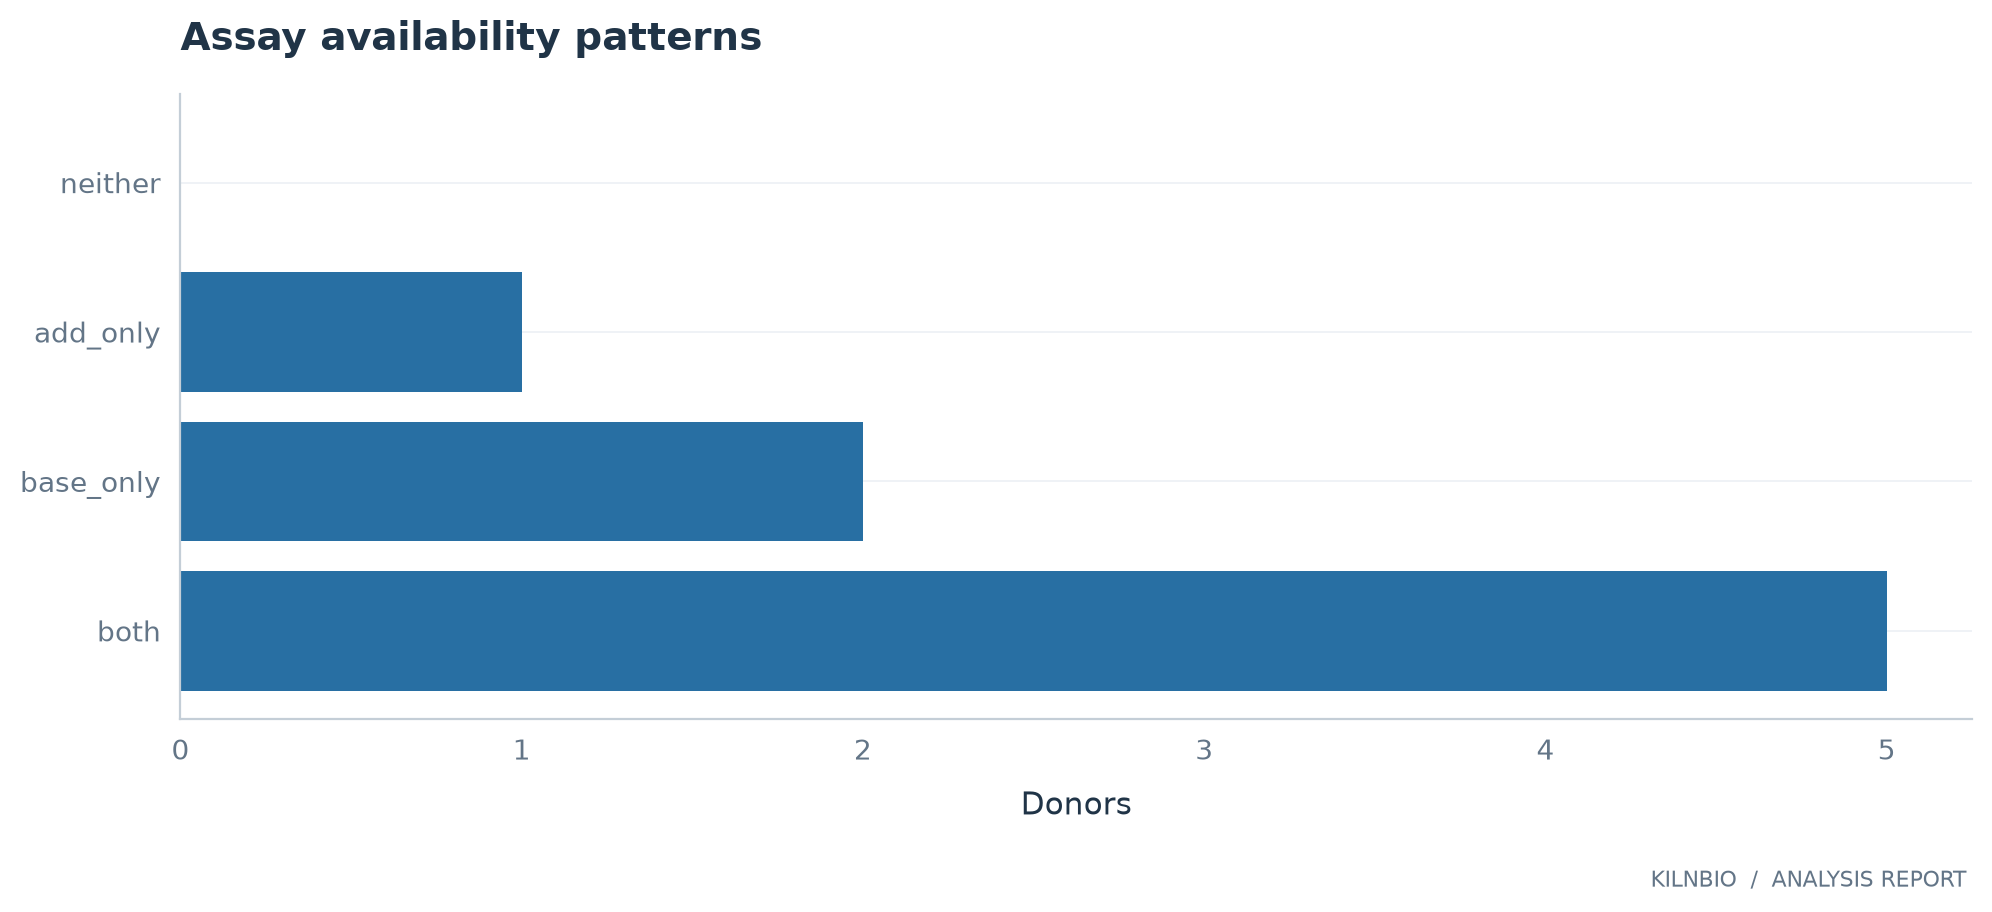 Assay availability patterns
neither
add_only
base_only
both
0 1 2 3 4 5
Donors
KILNBIO / ANALYSIS REPORT